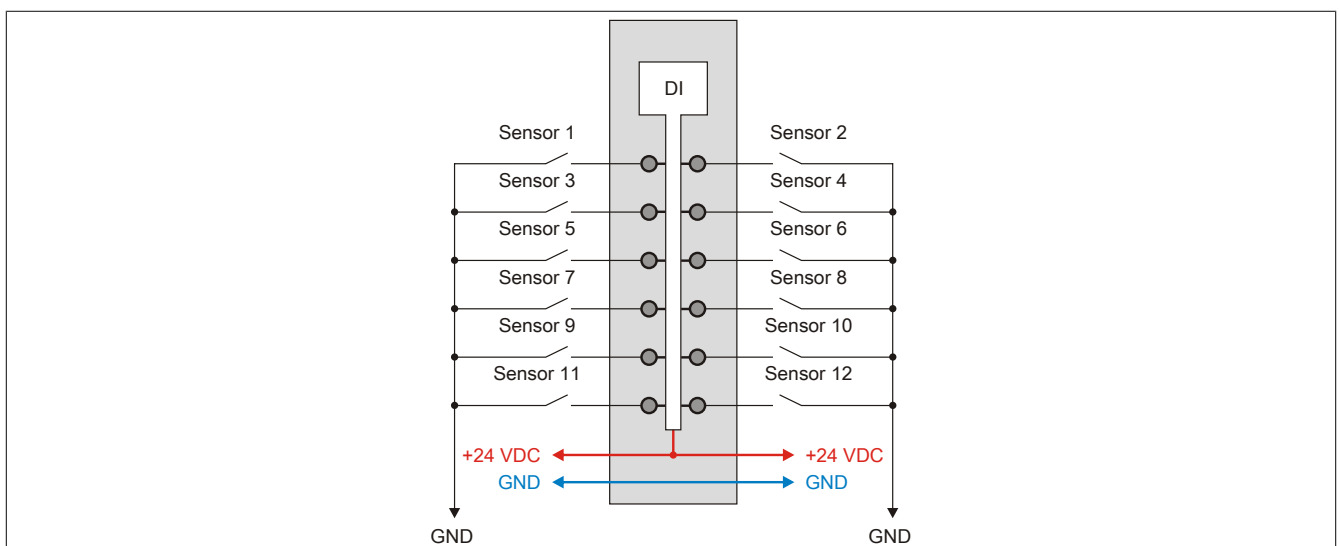 DI
Sensor 1 Sensor 2
Sensor 3 Sensor 4
Sensor 5 Sensor 6
Sensor 7 Sensor 8
Sensor 9 Sensor 10
Sensor 11 Sensor 12
+24 VDC +24 VDC
GND GND
GND GND